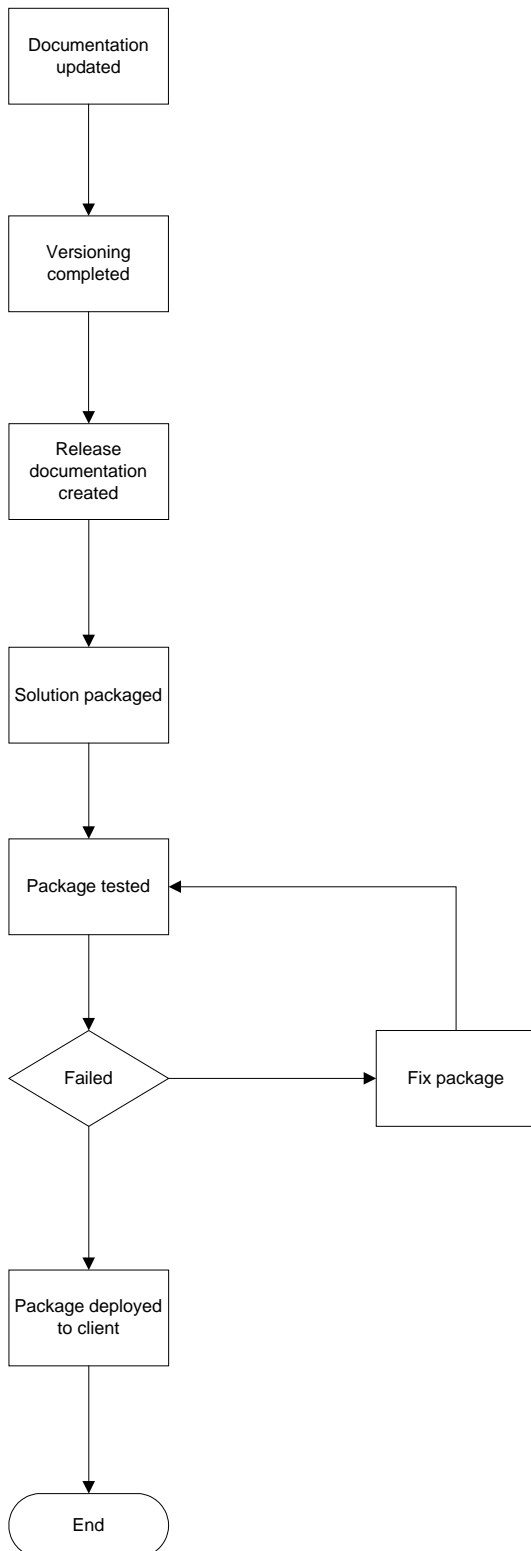 Documentation
updated
Versioning
completed
Release
documentation
created
Solution packaged
Package tested
Failed
Fix package
Package deployed
to client
End